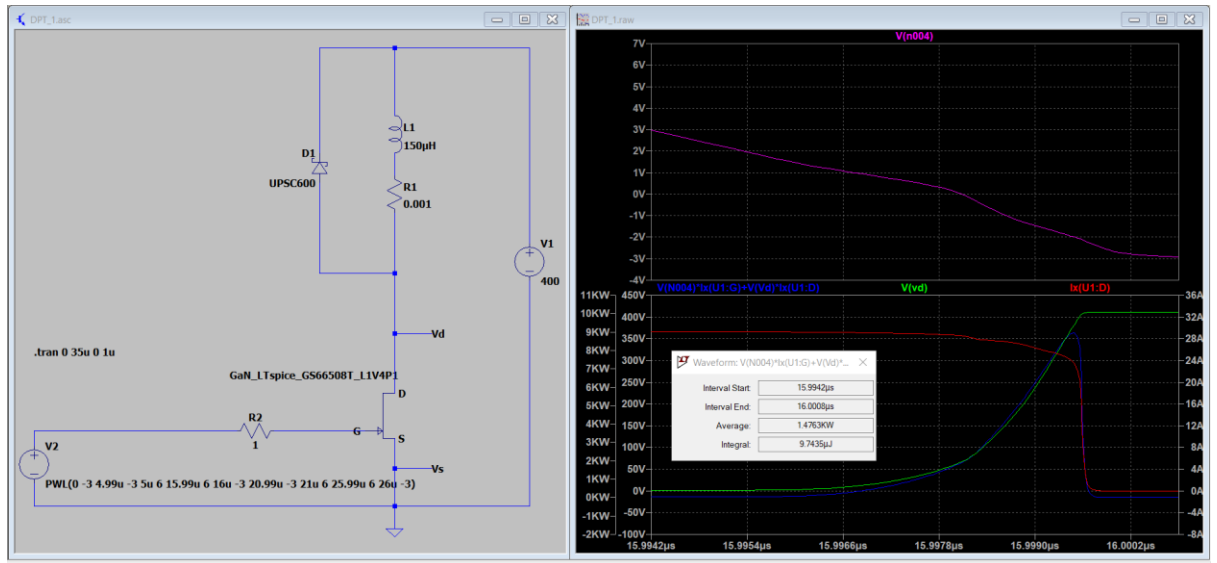 DPT_1.asc
L1
150µH
D1
UPSC600
R1
0.001
V1
400
Vd
.tran 0 35u 0 1u
GaN_LTspice_GS66508T_L1V4P1
D
R2
G
1
S
V2
Vs
PWL(0 -3 4.99u -3 5u 6 15.99u 6 16u -3 20.99u -3 21u 6 25.99u 6 26u -3)
DPT_1.raw
V(n004)
7V
6V
5V
4V
3V
2V
1V
0V
-1V
-2V
-3V
-4V
V(N004)*Ix(U1:G)+V(Vd)*Ix(U1:D) V(vd) Ix(U1:D)
11KW 450V 36A
10KW 400V 32A
9KW 350V 28A
8KW 300V 24A
7KW
6KW 250V 20A
5KW 200V 16A
4KW 150V 12A
3KW 100V 8A
2KW 50V 4A
1KW
0KW 0V 0A
-1KW -50V -4A
-2KW -100V -8A
15.9942µs 15.9954µs 15.9966µs 15.9978µs 15.9990µs 16.0002µs
Waveform: V(N004)*Ix(U1:G)+V(Vd)*...
Interval Start: 15.9942µs
Interval End: 16.0008µs
Average: 1.4763KW
Integral: 9.7435µJ